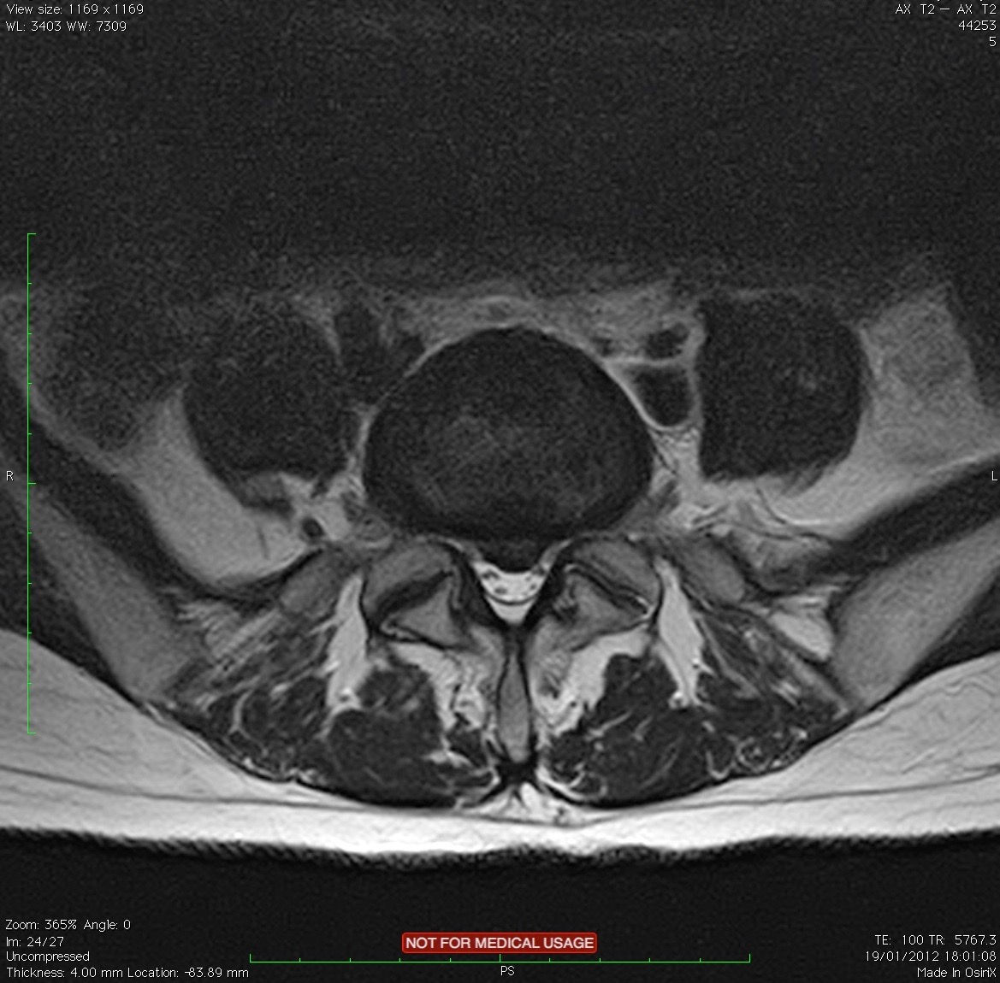 View size: 1169 x 1169
WL: 3403 WW: 7309
AX T2 - AX T2
44253
5
R
L
Zoom: 365% Angle: 0
Im: 24/27
Uncompressed
Thickness: 4.00 mm Location: -83.89 mm
NOT FOR MEDICAL USAGE
PS
TE: 100 TR: 5767.3
19/01/2012 18:01:08
Made In OsiriX